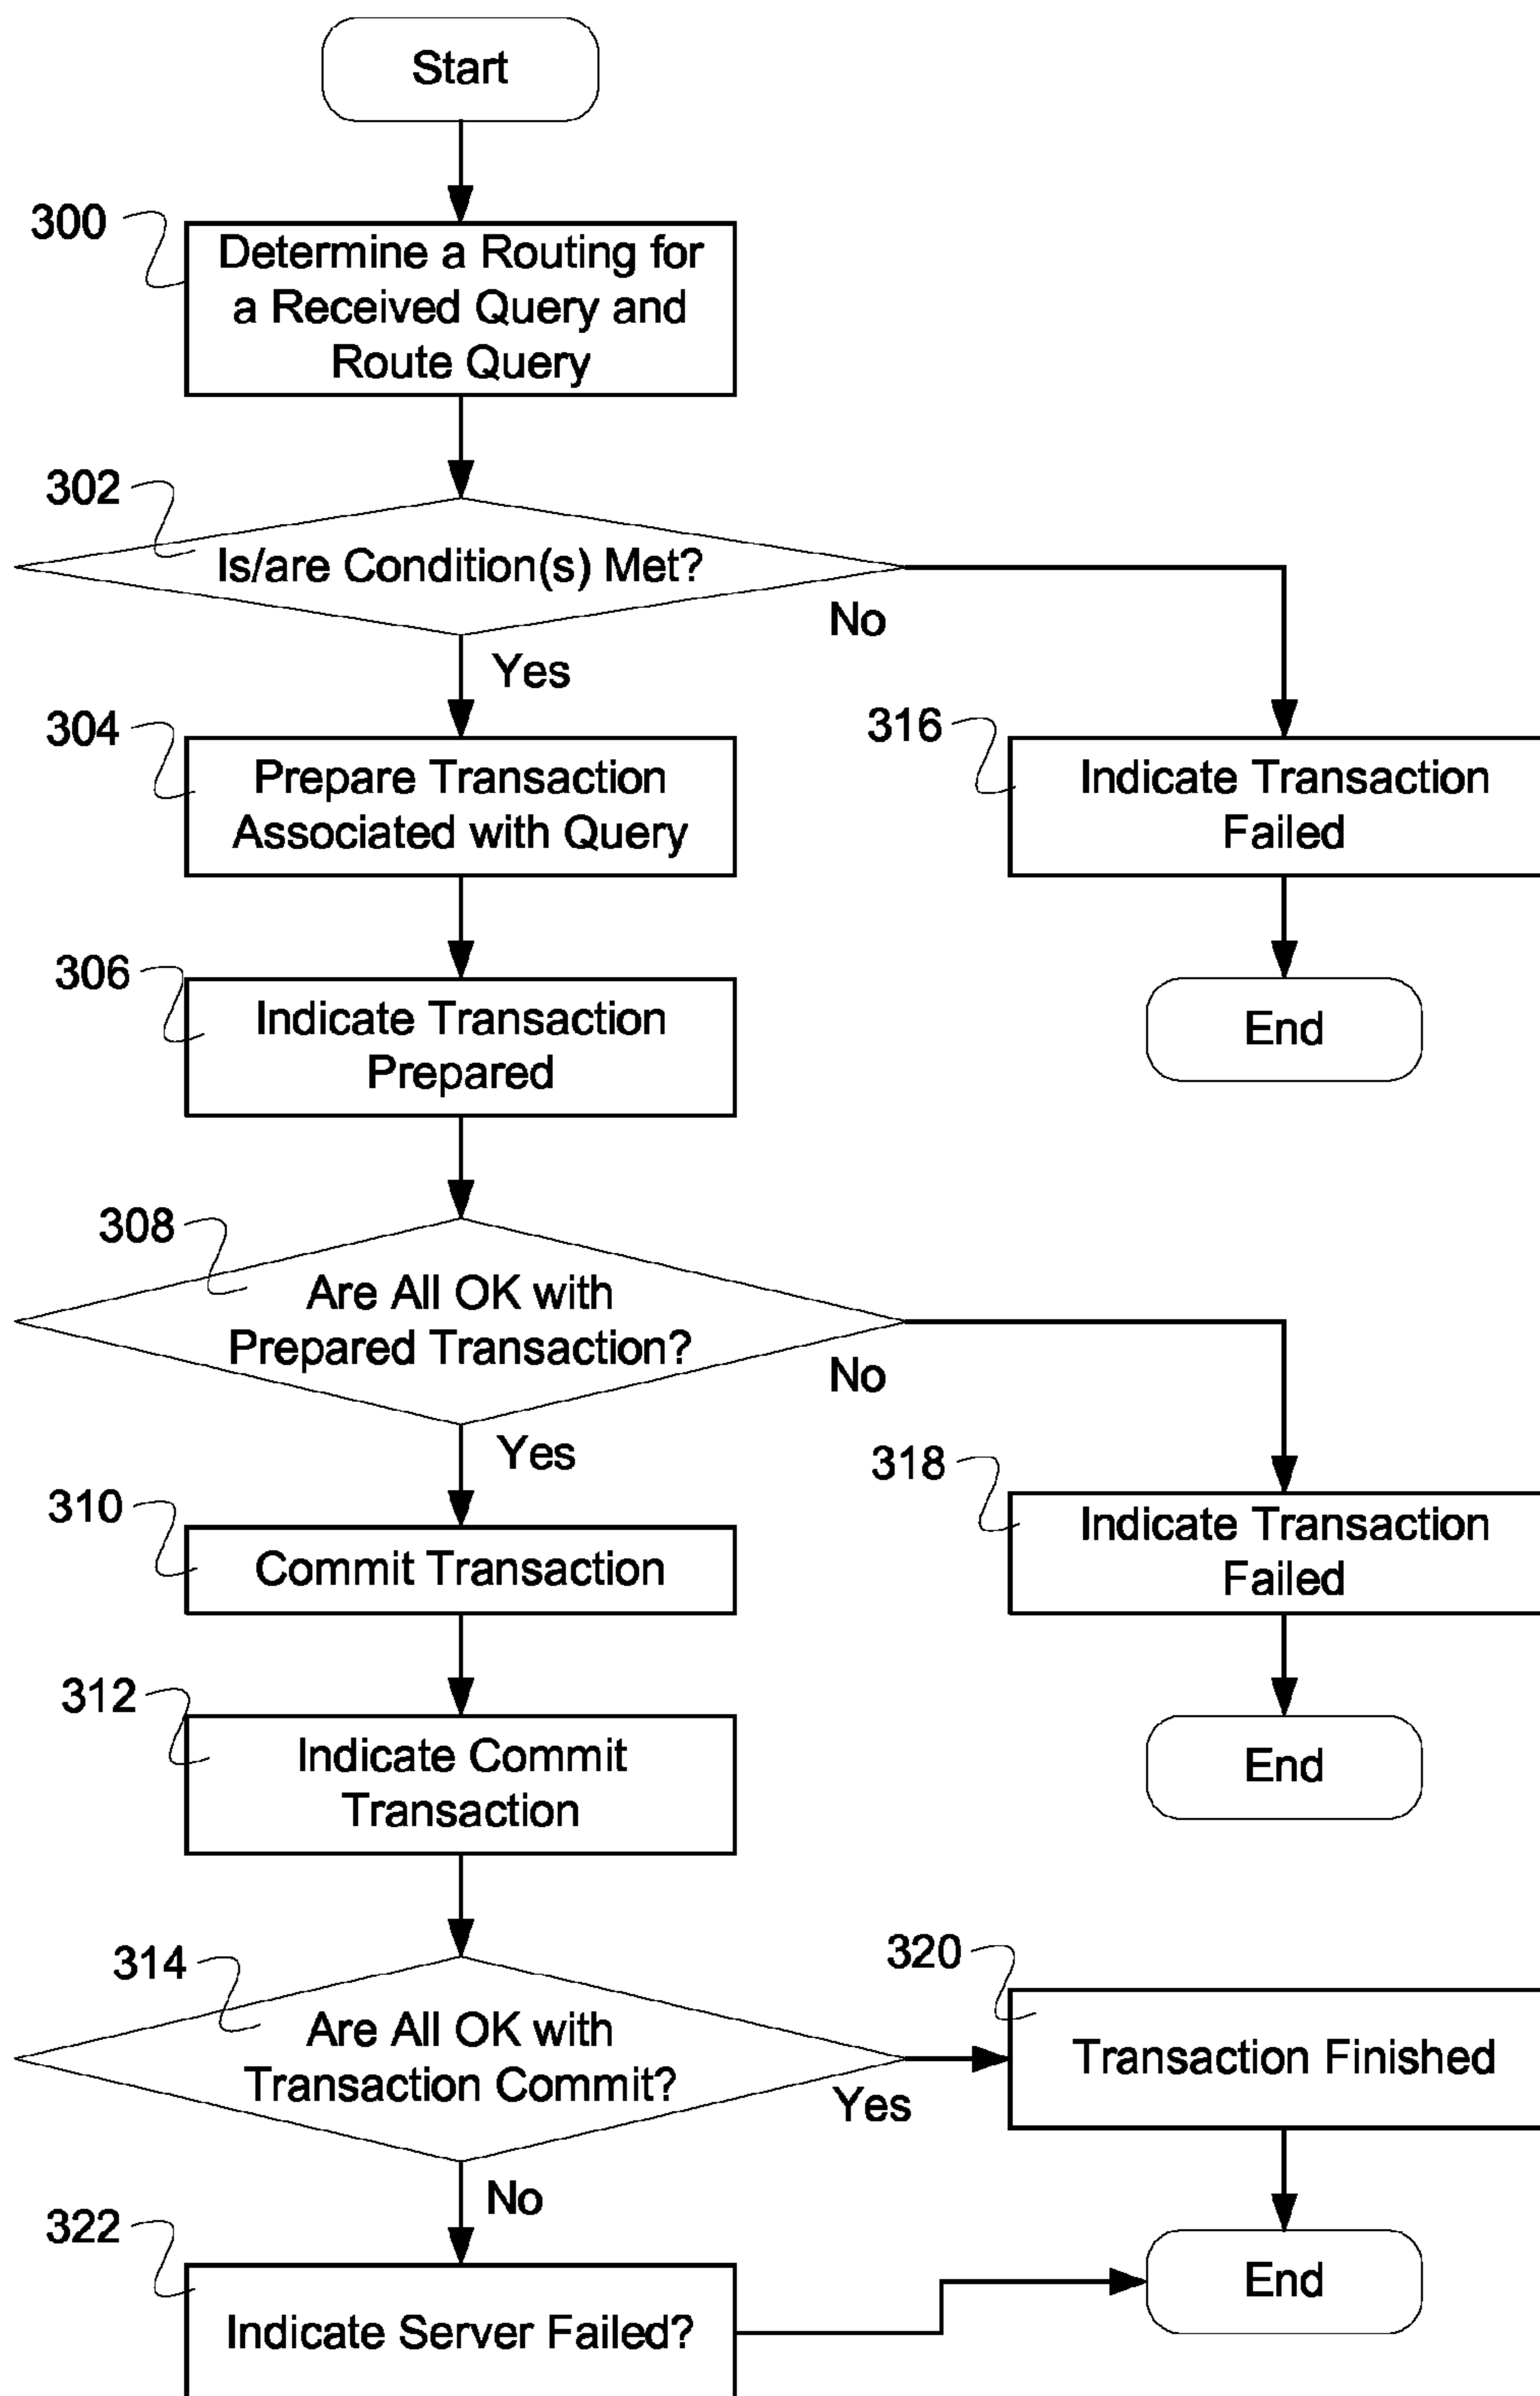 Start
300
Determine a Routing for
a Received Query and
Route Query
302
Is/are Condition(s) Met?
No
Yes
304
Prepare Transaction
Associated with Query
316
Indicate Transaction
Failed
306
Indicate Transaction
Prepared
End
308
Are All OK with
Prepared Transaction?
No
Yes
318
Indicate Transaction
Failed
310
Commit Transaction
312
Indicate Commit
Transaction
End
314
Are All OK with
Transaction Commit?
Yes
320
Transaction Finished
No
322
Indicate Server Failed?
End